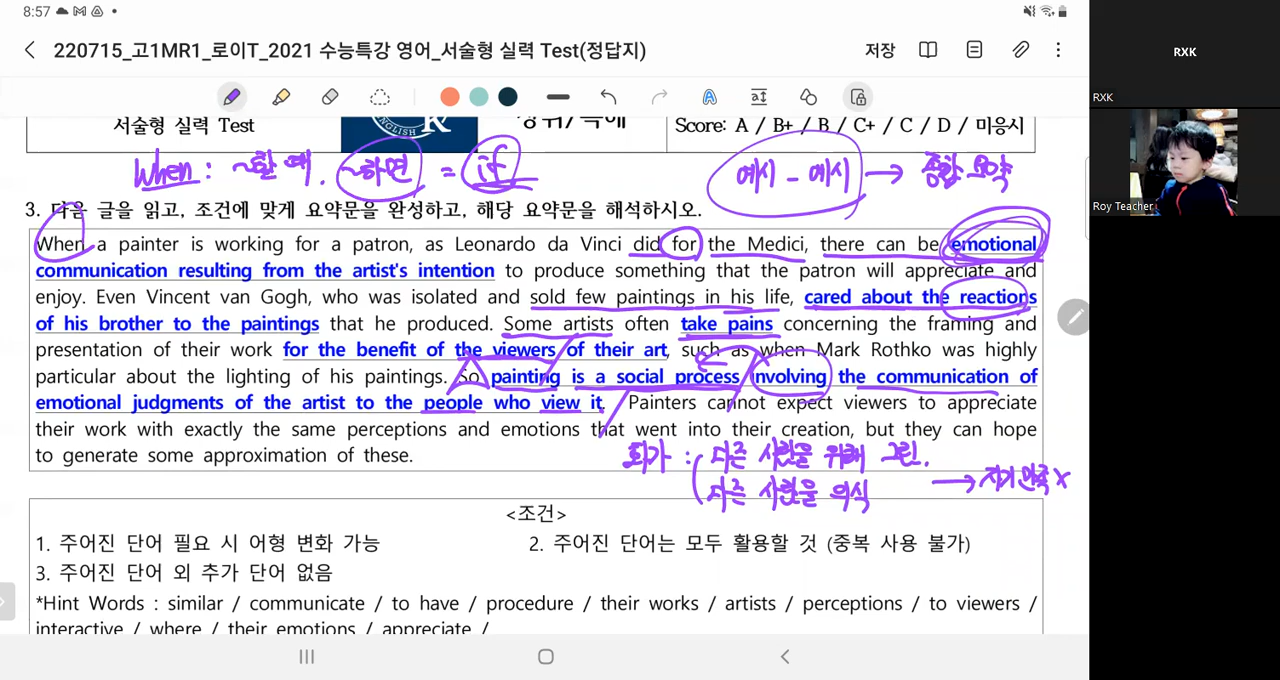 8:57
220715_고1MR1_로이T_2021 수능특강 영어_서술형 실력 Test(정답지)
저장
서술형 실력 Test
ENGLISH R
Score: A / B+ / B / C+ / C / D / 미응시
When : ~할 때. ~하면 = if
예시 - 예시 → 종합 요약
3. 다음 글을 읽고, 조건에 맞게 요약문을 완성하고, 해당 요약문을 해석하시오.
When a painter is working for a patron, as Leonardo da Vinci did for the Medici, there can be emotional
communication resulting from the artist's intention to produce something that the patron will appreciate and
enjoy. Even Vincent van Gogh, who was isolated and sold few paintings in his life, cared about the reactions
of his brother to the paintings that he produced. Some artists often take pains concerning the framing and
presentation of their work for the benefit of the viewers of their art, such as when Mark Rothko was highly
particular about the lighting of his paintings. So painting is a social process involving the communication of
emotional judgments of the artist to the people who view it. Painters cannot expect viewers to appreciate
their work with exactly the same perceptions and emotions that went into their creation, but they can hope
to generate some approximation of these.
화가 : 다른 사람을 위해 그린.
다른 사람을 의식 → 자기만족 X
<조건>
1. 주어진 단어 필요 시 어형 변화 가능
2. 주어진 단어는 모두 활용할 것 (중복 사용 불가)
3. 주어진 단어 외 추가 단어 없음
*Hint Words : similar / communicate / to have / procedure / their works / artists / perceptions / to viewers /
interactive / where / their emotions / appreciate /
RXK
RXK
Roy Teacher